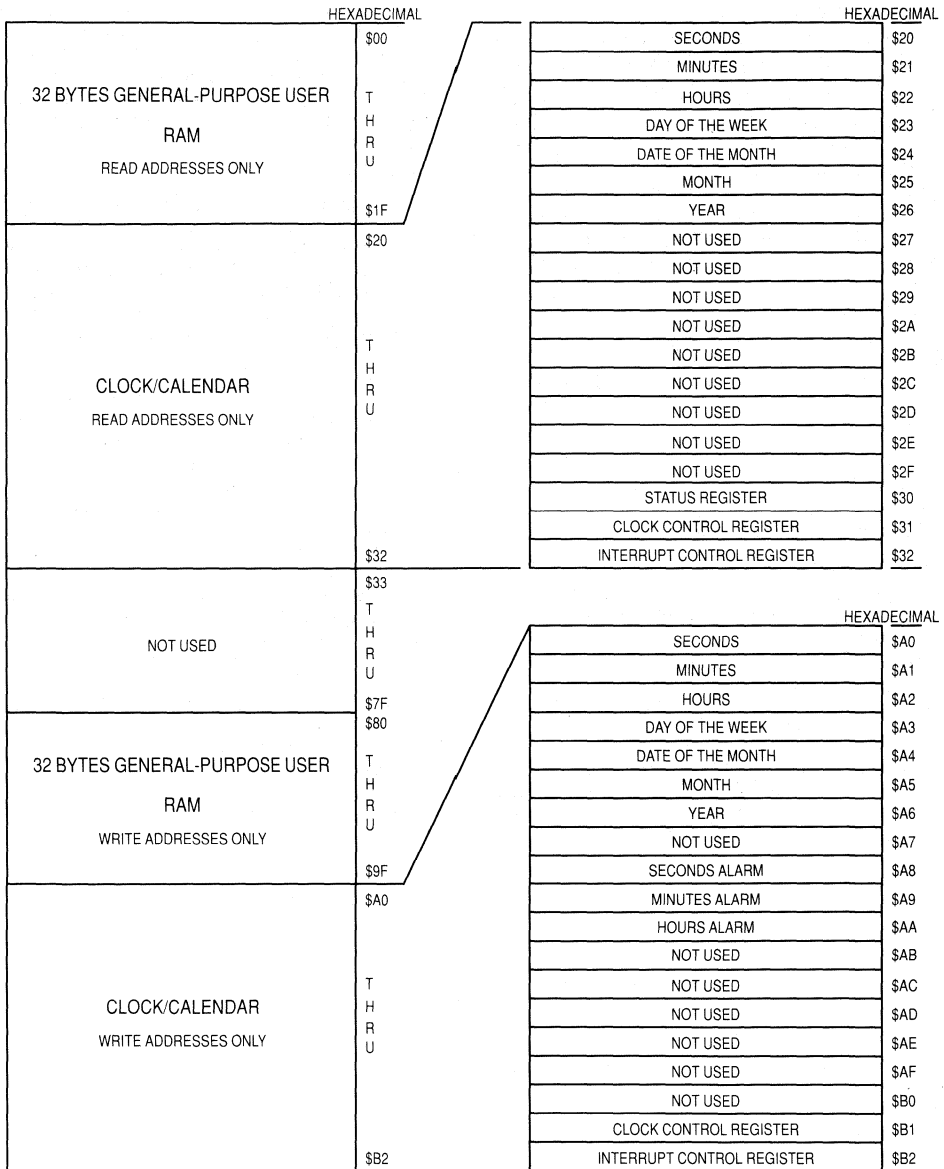 HEXADECIMAL
$00
32 BYTES GENERAL-PURPOSE USER
RAM
READ ADDRESSES ONLY
T
H
R
U
$1F
$20
CLOCK/CALENDAR
READ ADDRESSES ONLY
T
H
R
U
$32
$33
NOT USED
T
H
R
U
$7F
$80
32 BYTES GENERAL-PURPOSE USER
RAM
WRITE ADDRESSES ONLY
T
H
R
U
$9F
$A0
CLOCK/CALENDAR
WRITE ADDRESSES ONLY
T
H
R
U
$B2
HEXADECIMAL
SECONDS $20
MINUTES $21
HOURS $22
DAY OF THE WEEK $23
DATE OF THE MONTH $24
MONTH $25
YEAR $26
NOT USED $27
NOT USED $28
NOT USED $29
NOT USED $2A
NOT USED $2B
NOT USED $2C
NOT USED $2D
NOT USED $2E
NOT USED $2F
STATUS REGISTER $30
CLOCK CONTROL REGISTER $31
INTERRUPT CONTROL REGISTER $32
HEXADECIMAL
SECONDS $A0
MINUTES $A1
HOURS $A2
DAY OF THE WEEK $A3
DATE OF THE MONTH $A4
MONTH $A5
YEAR $A6
NOT USED $A7
SECONDS ALARM $A8
MINUTES ALARM $A9
HOURS ALARM $AA
NOT USED $AB
NOT USED $AC
NOT USED $AD
NOT USED $AE
NOT USED $AF
NOT USED $B0
CLOCK CONTROL REGISTER $B1
INTERRUPT CONTROL REGISTER $B2